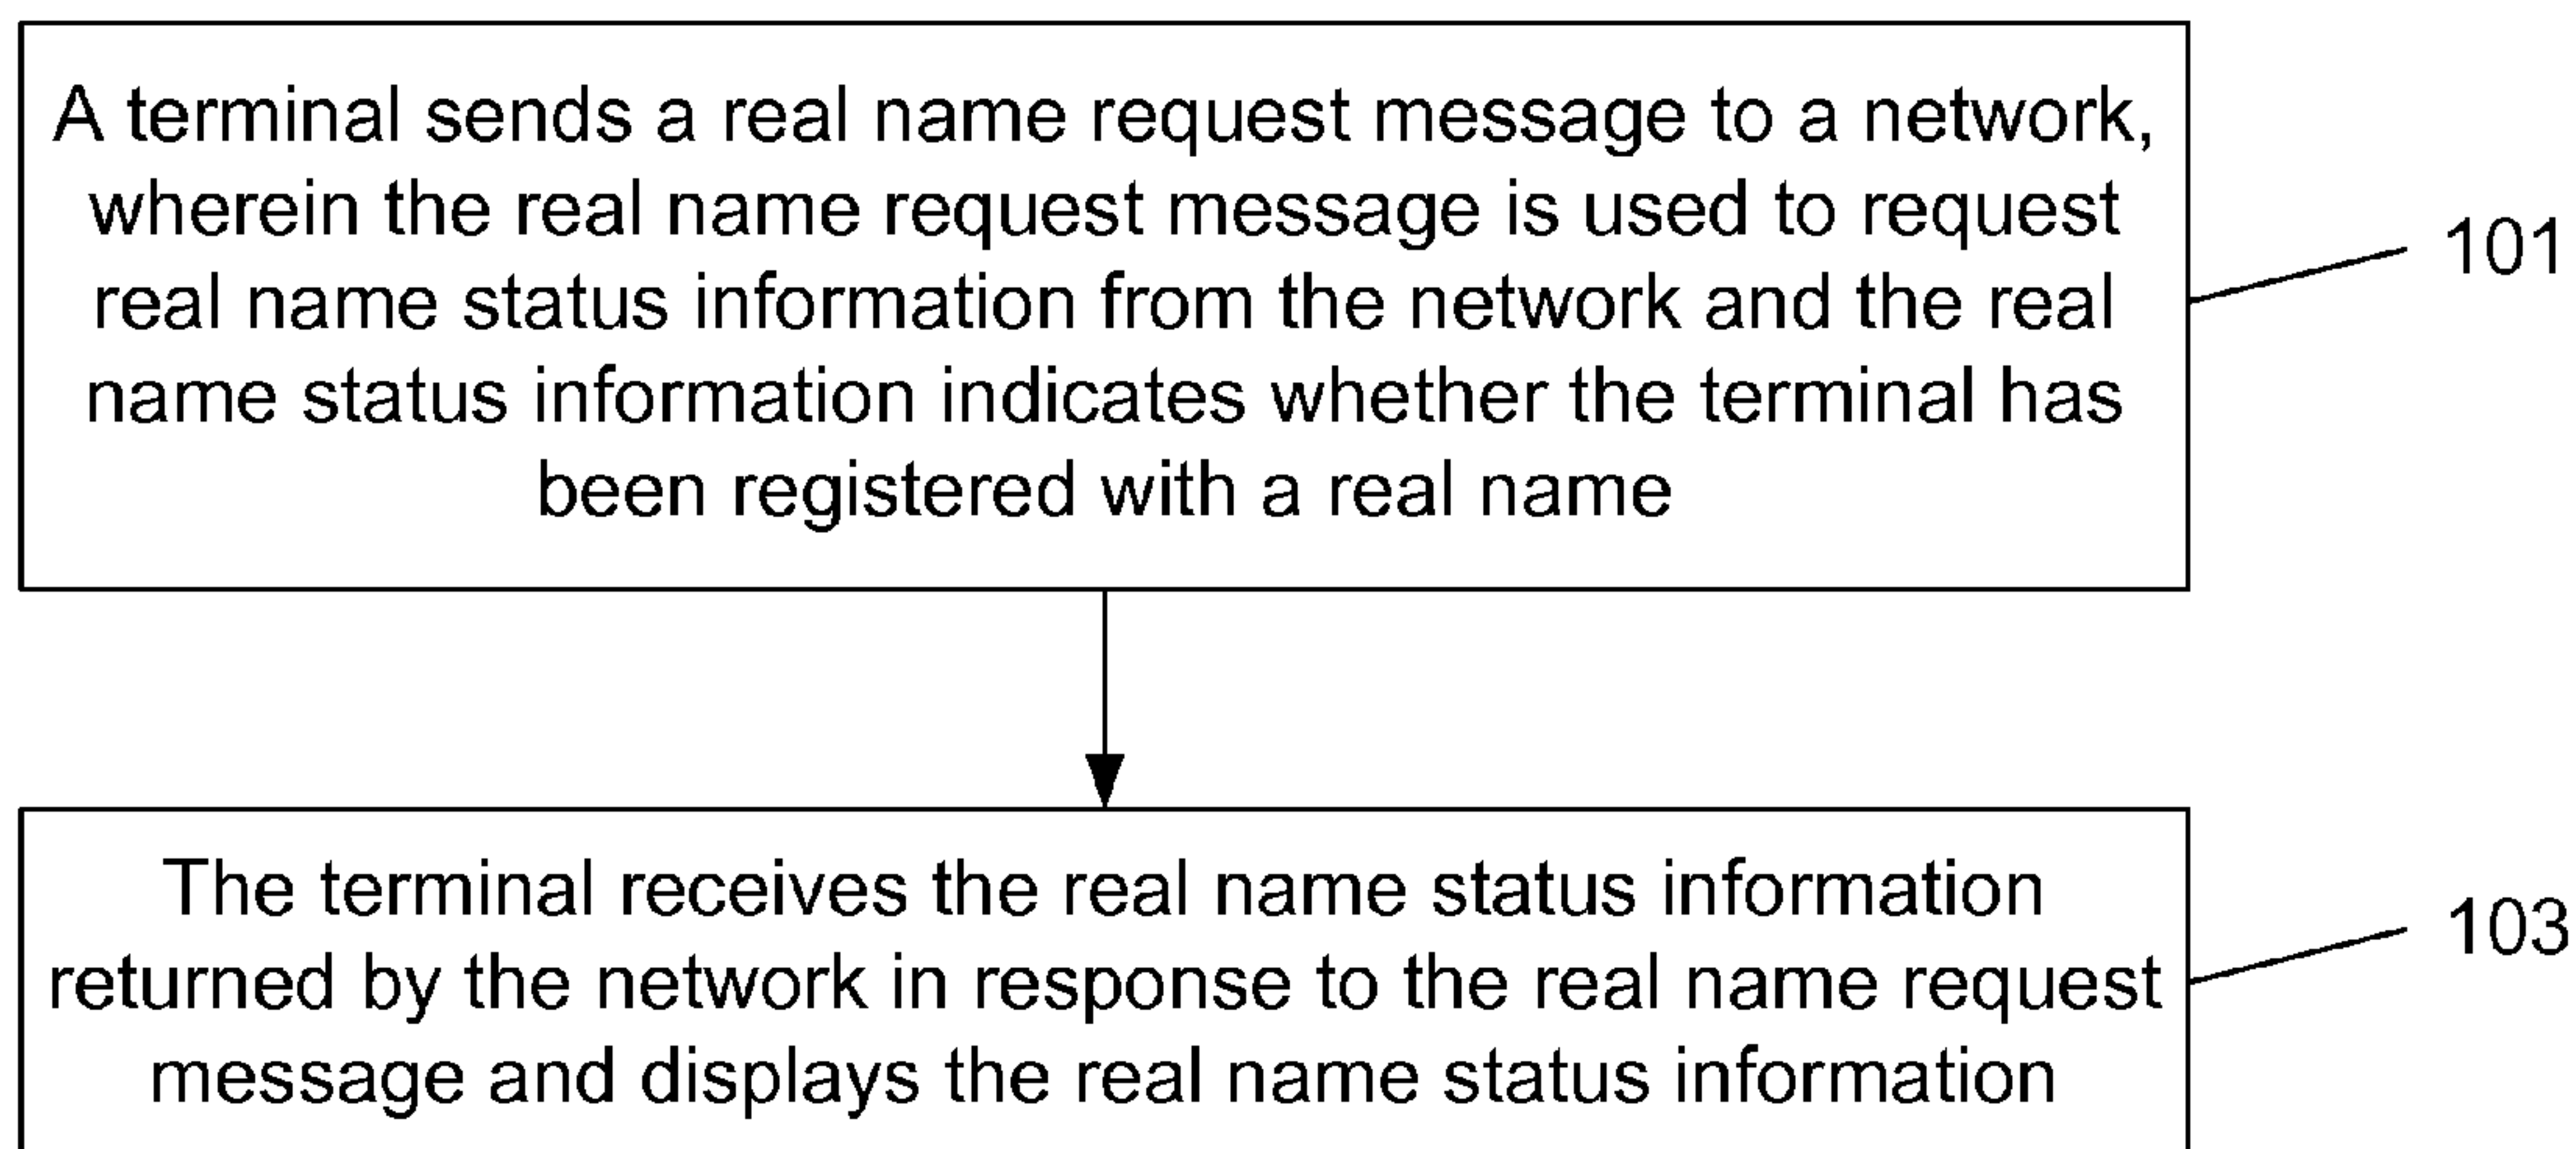 A terminal sends a real name request message to a network,
wherein the real name request message is used to request
real name status information from the network and the real
name status information indicates whether the terminal has
been registered with a real name
101
The terminal receives the real name status information
returned by the network in response to the real name request
message and displays the real name status information
103